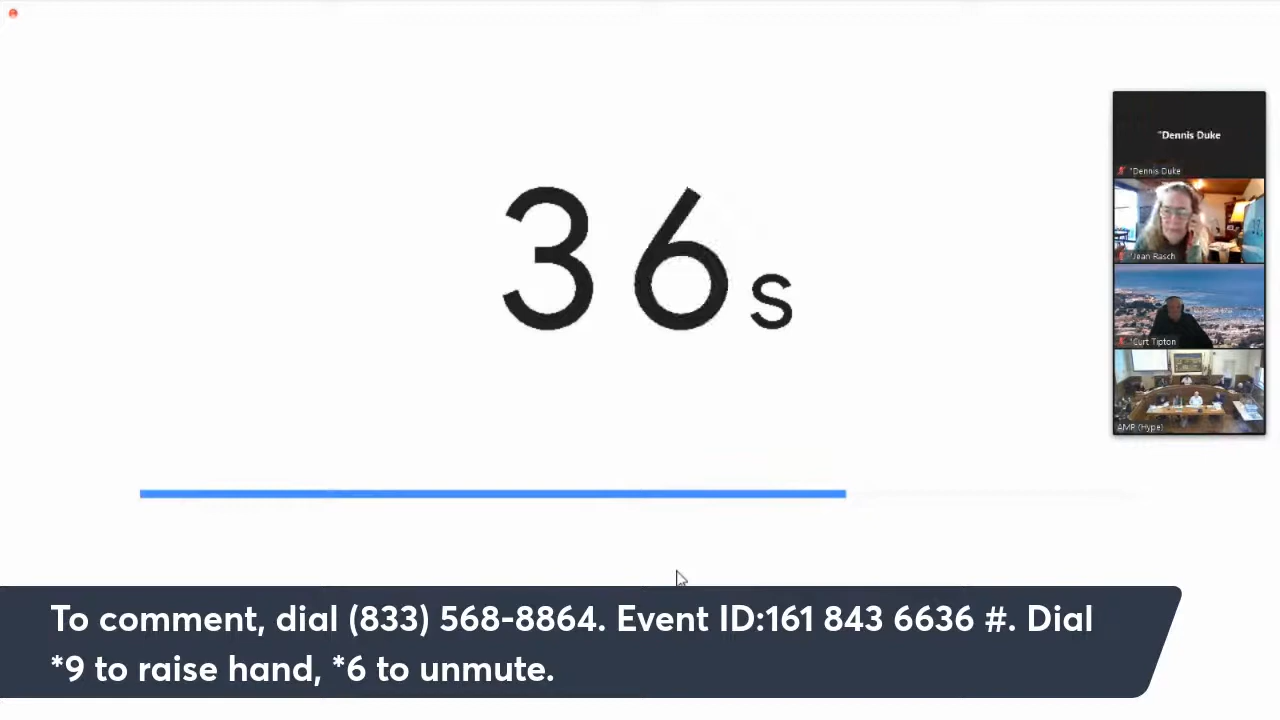 36s
"Dennis Duke
"Dennis Duke
"Jean Rasch
"Curt Tipton
AMP (Hype)
To comment, dial (833) 568-8864. Event ID:161 843 6636 #. Dial
*9 to raise hand, *6 to unmute.